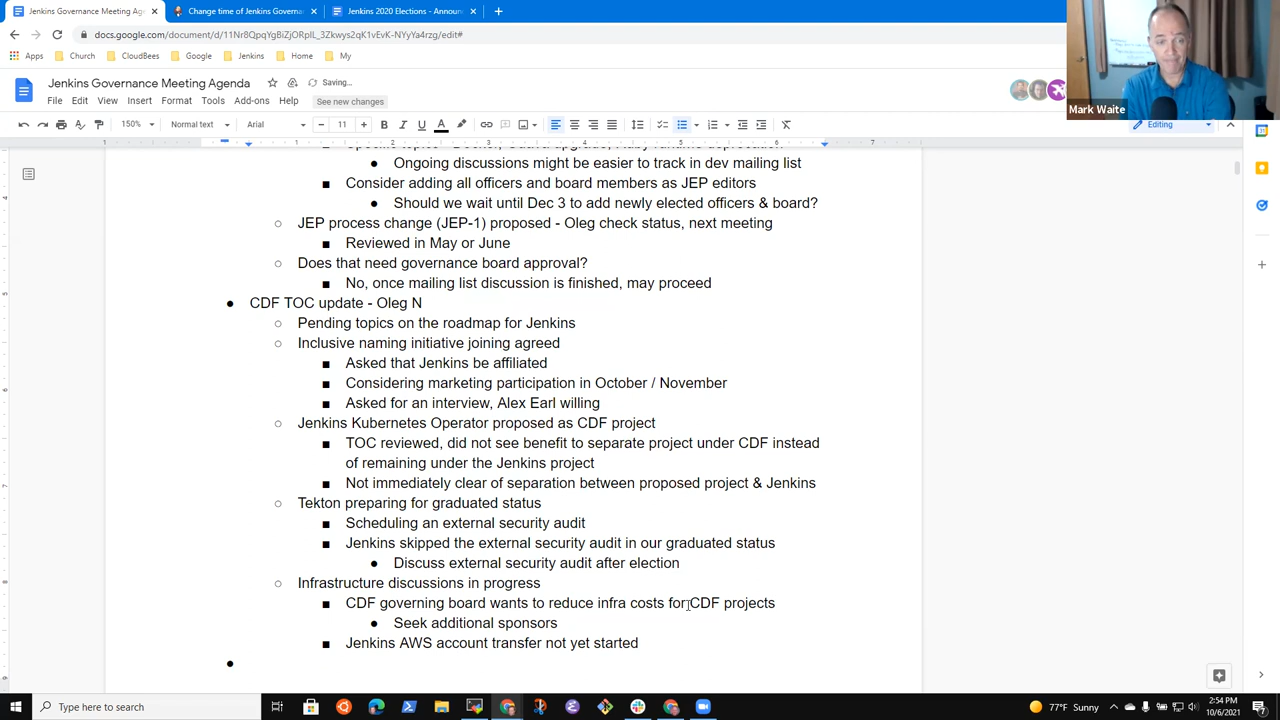 Jenkins Governance Meeting Ag
Change time of Jenkins Governan
Jenkins 2020 Elections - Announ
docs.google.com/document/d/11Nr8QpqYgBiZjORplL_3Zkwys2qK1vEvK-NYyYa4rzg/edit#
Apps Church CloudBees Google Jenkins Home My
Jenkins Governance Meeting Agenda Saving...
File Edit View Insert Format Tools Add-ons Help See new changes
Mark Waite
150% Normal text Arial 11 Editing
Ongoing discussions might be easier to track in dev mailing list
Consider adding all officers and board members as JEP editors
Should we wait until Dec 3 to add newly elected officers & board?
JEP process change (JEP-1) proposed - Oleg check status, next meeting
Reviewed in May or June
Does that need governance board approval?
No, once mailing list discussion is finished, may proceed
CDF TOC update - Oleg N
Pending topics on the roadmap for Jenkins
Inclusive naming initiative joining agreed
Asked that Jenkins be affiliated
Considering marketing participation in October / November
Asked for an interview, Alex Earl willing
Jenkins Kubernetes Operator proposed as CDF project
TOC reviewed, did not see benefit to separate project under CDF instead
of remaining under the Jenkins project
Not immediately clear of separation between proposed project & Jenkins
Tekton preparing for graduated status
Scheduling an external security audit
Jenkins skipped the external security audit in our graduated status
Discuss external security audit after election
Infrastructure discussions in progress
CDF governing board wants to reduce infra costs for CDF projects
Seek additional sponsors
Jenkins AWS account transfer not yet started
Type here to search
77°F Sunny
2:54 PM
10/6/2021